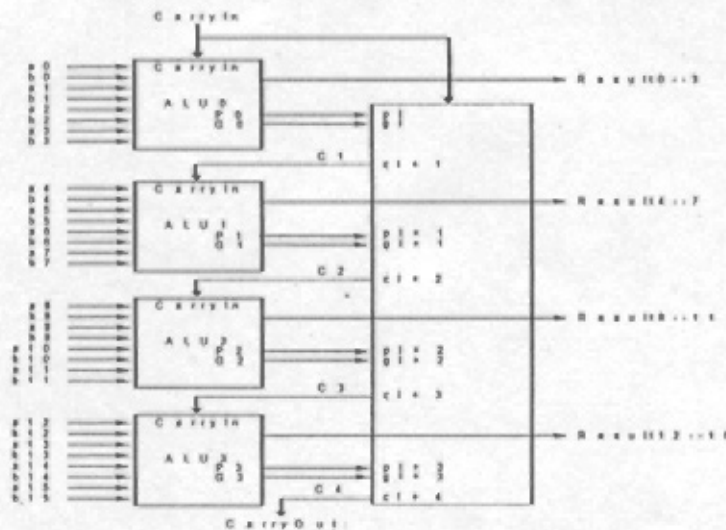 CarryIn
a0
b0
a1
b1
a2
b2
a3
b3
CarryIn
ALU0
P0
G0
Result0--3
pi
gi
C1
ci+1
a4
b4
a5
b5
a6
b6
a7
b7
CarryIn
ALU1
P1
G1
Result4--7
pi+1
gi+1
C2
ci+2
a8
b8
a9
b9
a10
b10
a11
b11
CarryIn
ALU2
P2
G2
Result8--11
pi+2
gi+2
C3
ci+3
a12
b12
a13
b13
a14
b14
a15
b15
CarryIn
ALU3
P3
G3
pi+3
gi+3
C4
ci+4
CarryOut